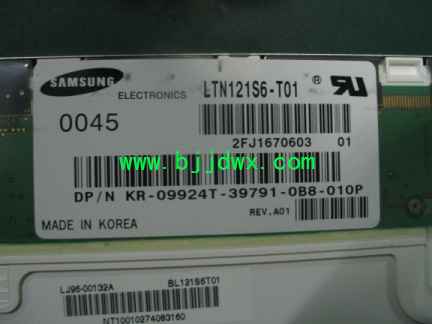 SAMSUNG
ELECTRONICS
LTN121S6-T01
®
0045
2FJ1670603 01
www.bjjdwx.com
DP/N KR-09924T-39791-0B8-010P
MADE IN KOREA
REV.A01
LJ96-00132A
BL121S6T01
NT10010274083160